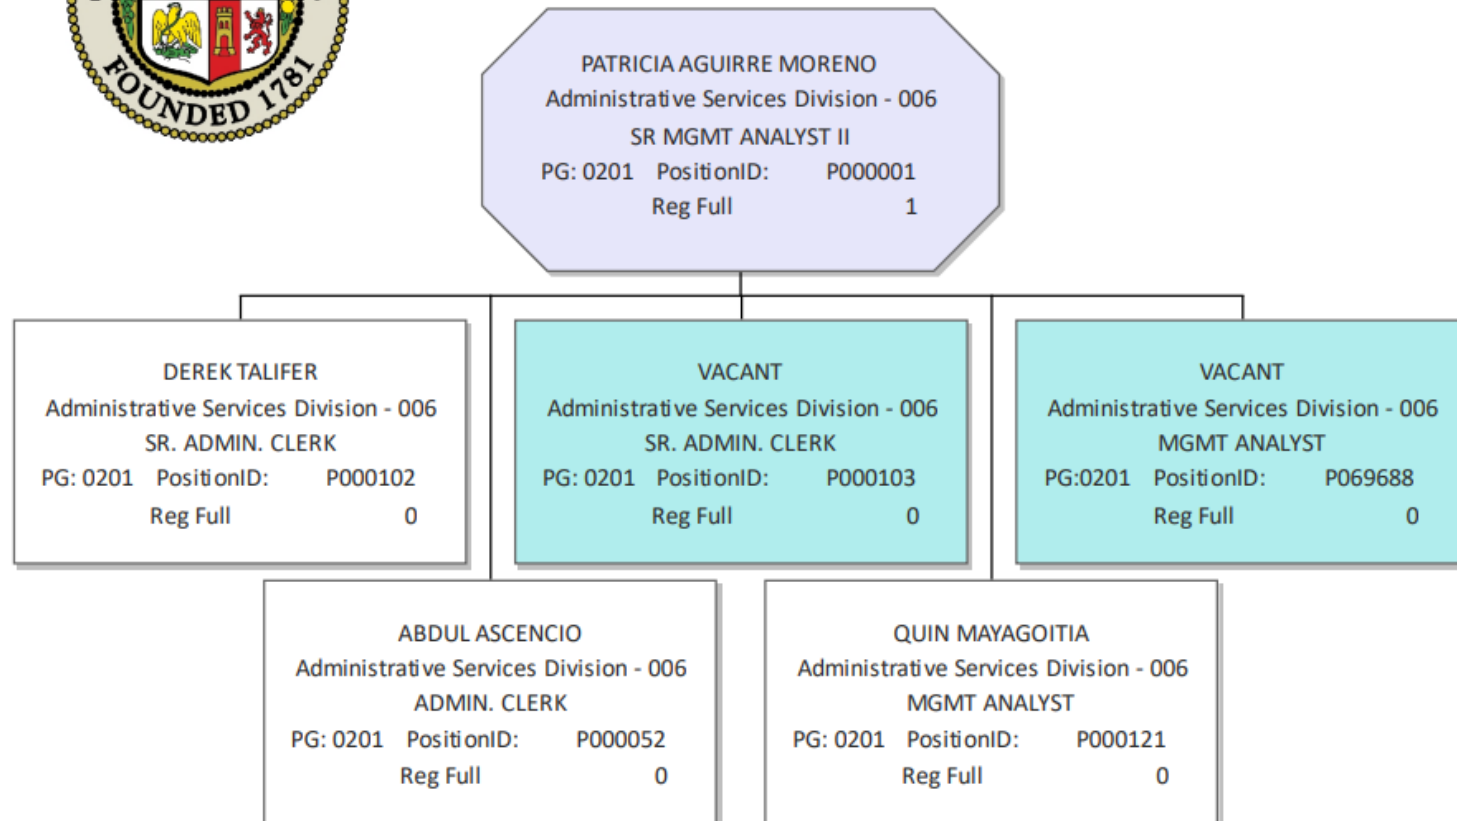 FOUNDED 1781
PATRICIA AGUIRRE MORENO
Administrative Services Division - 006
SR MGMT ANALYST II
PG: 0201 PositionID: P000001
Reg Full 1
DEREK TALIFER
Administrative Services Division - 006
SR. ADMIN. CLERK
PG: 0201 PositionID: P000102
Reg Full 0
VACANT
Administrative Services Division - 006
SR. ADMIN. CLERK
PG: 0201 PositionID: P000103
Reg Full 0
VACANT
Administrative Services Division - 006
MGMT ANALYST
PG:0201 PositionID: P069688
Reg Full 0
ABDUL ASCENCIO
Administrative Services Division - 006
ADMIN. CLERK
PG: 0201 PositionID: P000052
Reg Full 0
QUIN MAYAGOITIA
Administrative Services Division - 006
MGMT ANALYST
PG: 0201 PositionID: P000121
Reg Full 0